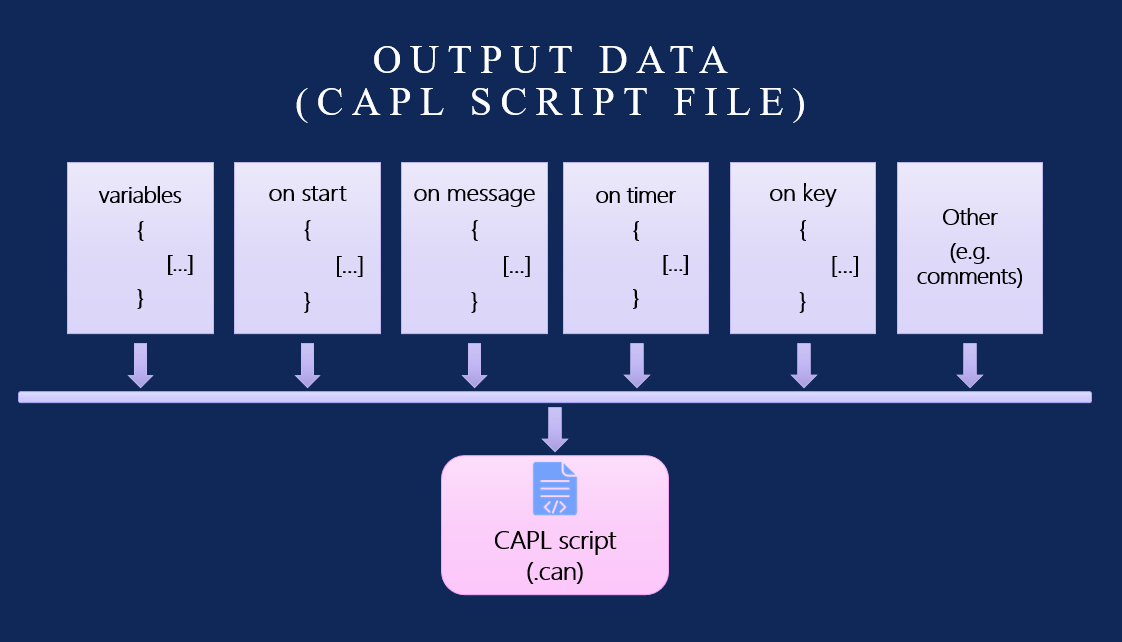 OUTPUT DATA
(CAPL SCRIPT FILE)
variables
{
[...]
}
on start
{
[...]
}
on message
{
[...]
}
on timer
{
[...]
}
on key
{
[...]
}
Other
(e.g.
comments)
</>
CAPL script
(.can)